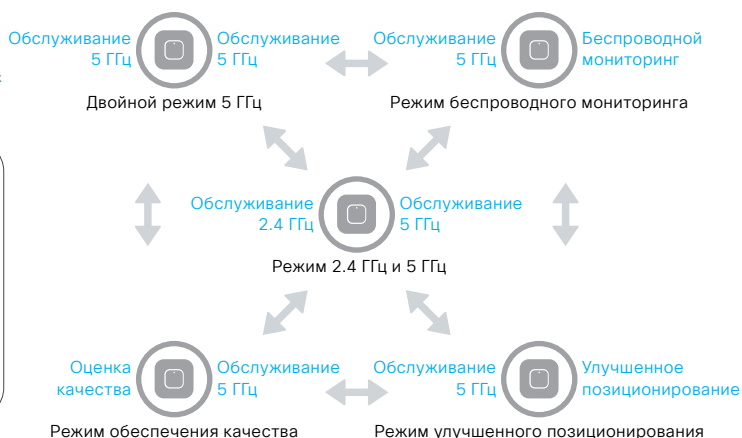 Обслуживание
5 ГГц
Обслуживание
5 ГГц
Двойной режим 5 ГГц
Обслуживание
5 ГГц
Беспроводной
мониторинг
Режим беспроводного мониторинга
Обслуживание
2.4 ГГц
Обслуживание
5 ГГц
Режим 2.4 ГГц и 5 ГГц
Оценка
качества
Обслуживание
5 ГГц
Режим обеспечения качества
Обслуживание
5 ГГц
Улучшенное
позиционирование
Режим улучшенного позиционирования